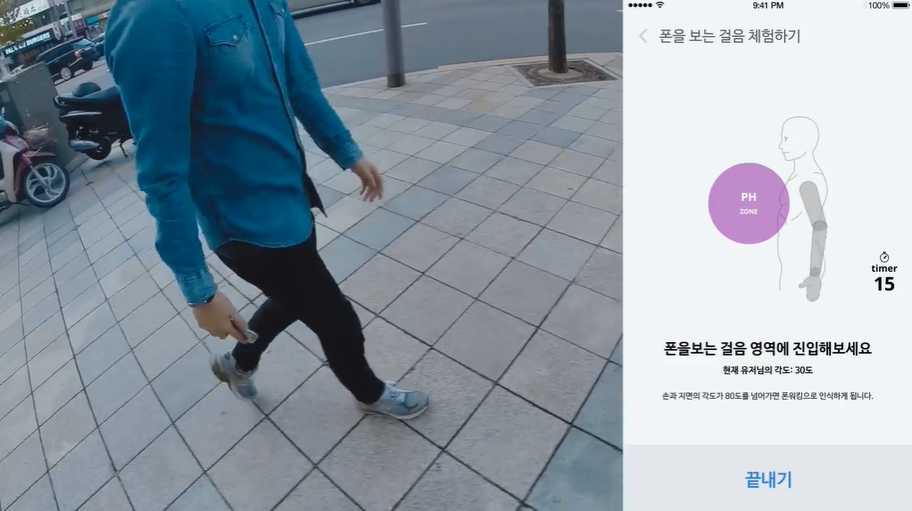 9:41 PM
100%
폰을 보는 걸음 체험하기
PH
ZONE
timer
15
폰을보는 걸음 영역에 진입해보세요
현재 유저님의 각도: 30도
손과 지면의 각도가 80도를 넘어가면 폰워킹으로 인식하게 됩니다.
끝내기